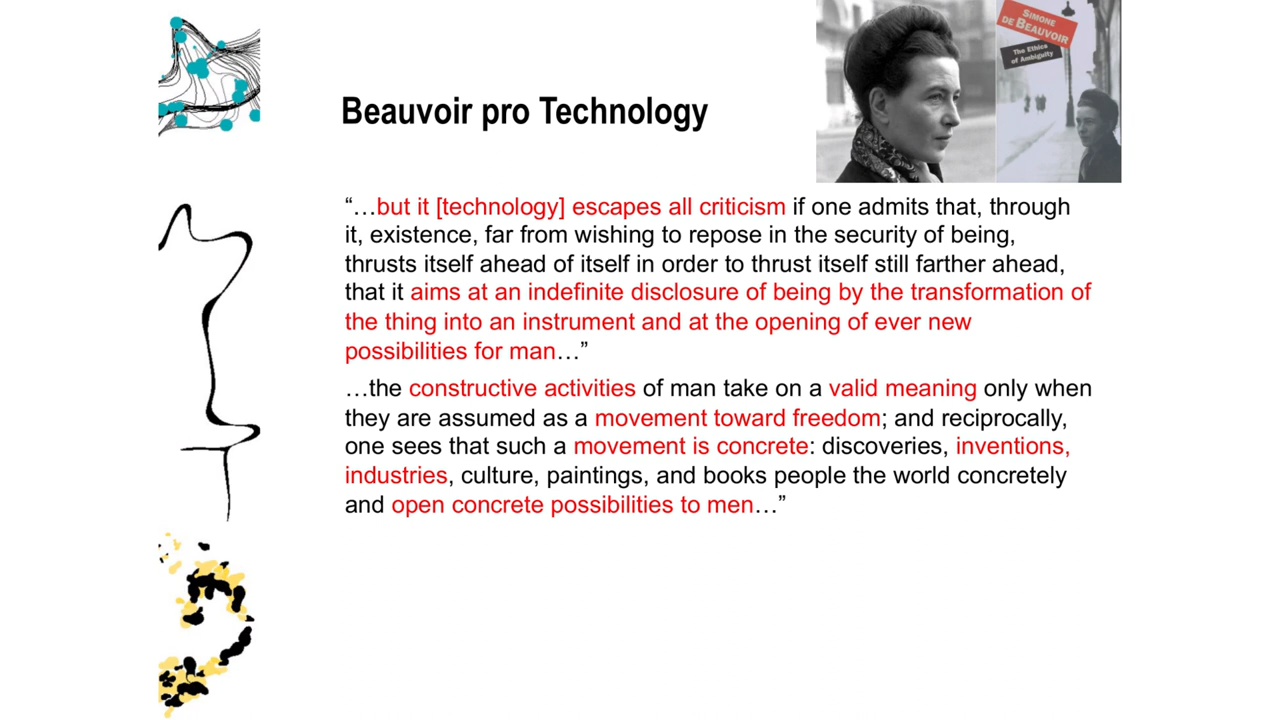 SIMONE
DE BEAUVOIR
The Ethics
of Ambiguity
Beauvoir pro Technology
“…but it [technology] escapes all criticism if one admits that, through
it, existence, far from wishing to repose in the security of being,
thrusts itself ahead of itself in order to thrust itself still farther ahead,
that it aims at an indefinite disclosure of being by the transformation of
the thing into an instrument and at the opening of ever new
possibilities for man…”
…the constructive activities of man take on a valid meaning only when
they are assumed as a movement toward freedom; and reciprocally,
one sees that such a movement is concrete: discoveries, inventions,
industries, culture, paintings, and books people the world concretely
and open concrete possibilities to men…”